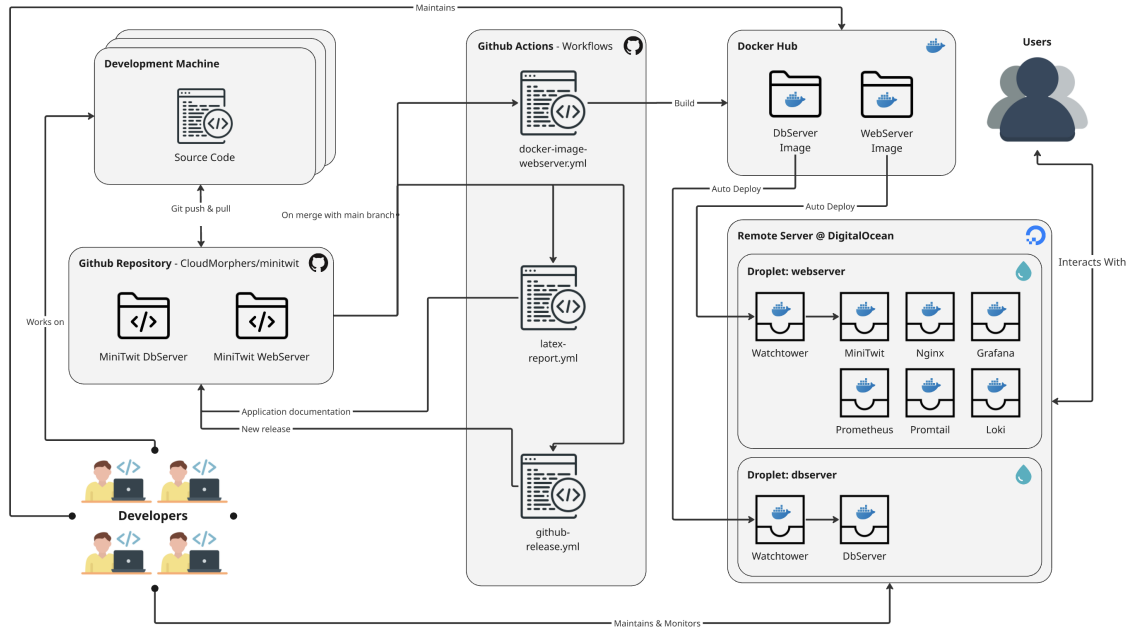 Maintains
Development Machine
Source Code
Git push & pull
Github Repository - CloudMorphers/minitwit
MiniTwit DbServer
MiniTwit WebServer
Works on
On merge with main branch
Application documentation
New release
Developers
Github Actions - Workflows
docker-image-
webserver.yml
latex-
report.yml
github-
release.yml
Build
Docker Hub
DbServer
Image
WebServer
Image
Auto Deploy
Auto Deploy
Users
Interacts With
Remote Server @ DigitalOcean
Droplet: webserver
Watchtower
MiniTwit
Nginx
Grafana
Prometheus
Promtail
Loki
Droplet: dbserver
Watchtower
DbServer
Maintains & Monitors